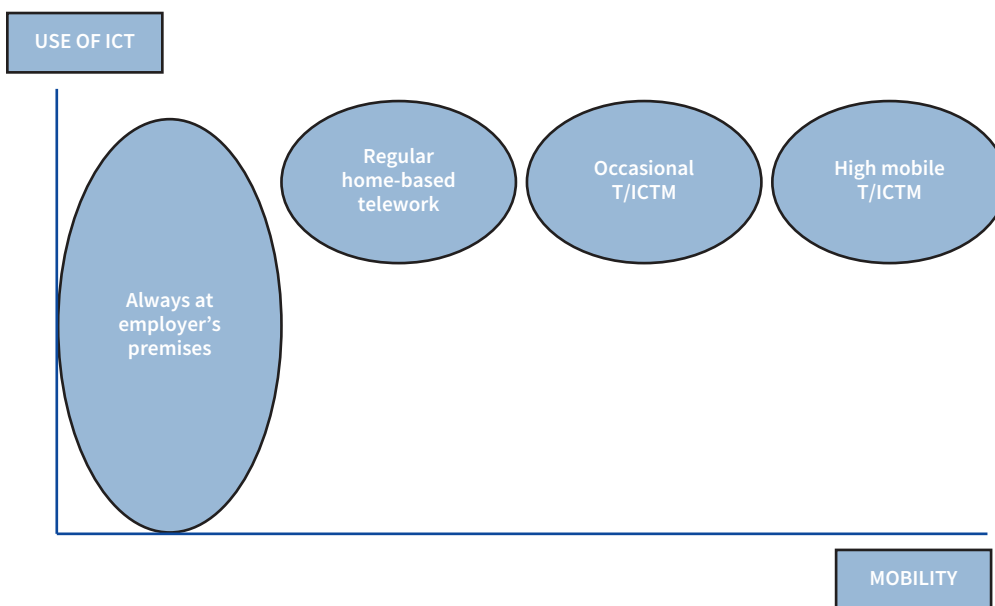 USE OF ICT
Regular
home-based
telework
Occasional
T/ICTM
High mobile
T/ICTM
Always at
employer’s
premises
MOBILITY